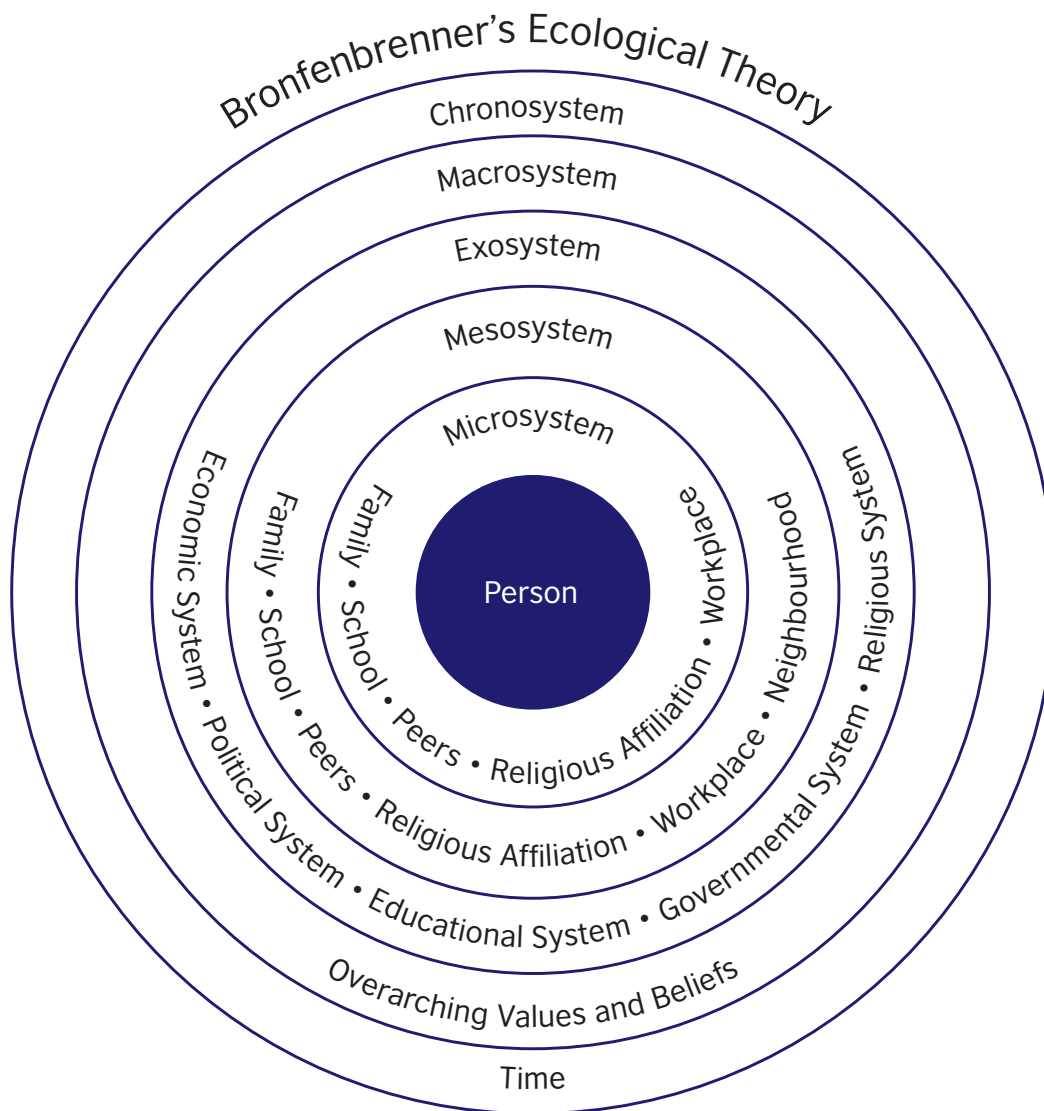 Bronfenbrenner’s Ecological Theory
Chronosystem
Macrosystem
Exosystem
Mesosystem
Microsystem
Person
Family • School • Peers • Religious Affiliation • Workplace
Family • School • Peers • Religious Affiliation • Workplace • Neighbourhood
Economic System • Political System • Educational System • Governmental System • Religious System
Overarching Values and Beliefs
Time